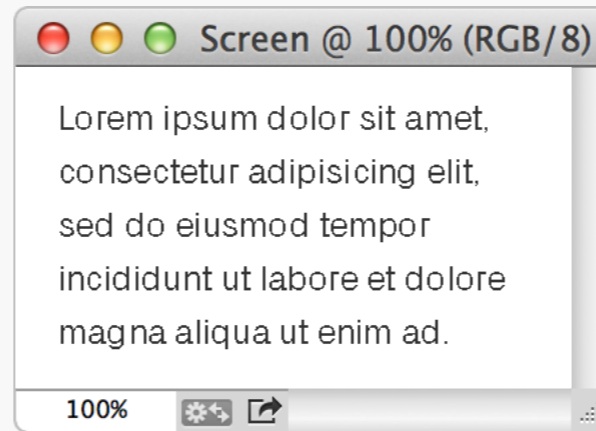 Screen @ 100% (RGB/8)
Lorem ipsum dolor sit amet,
consectetur adipisicing elit,
sed do eiusmod tempor
incididunt ut labore et dolore
magna aliqua ut enim ad.
100%